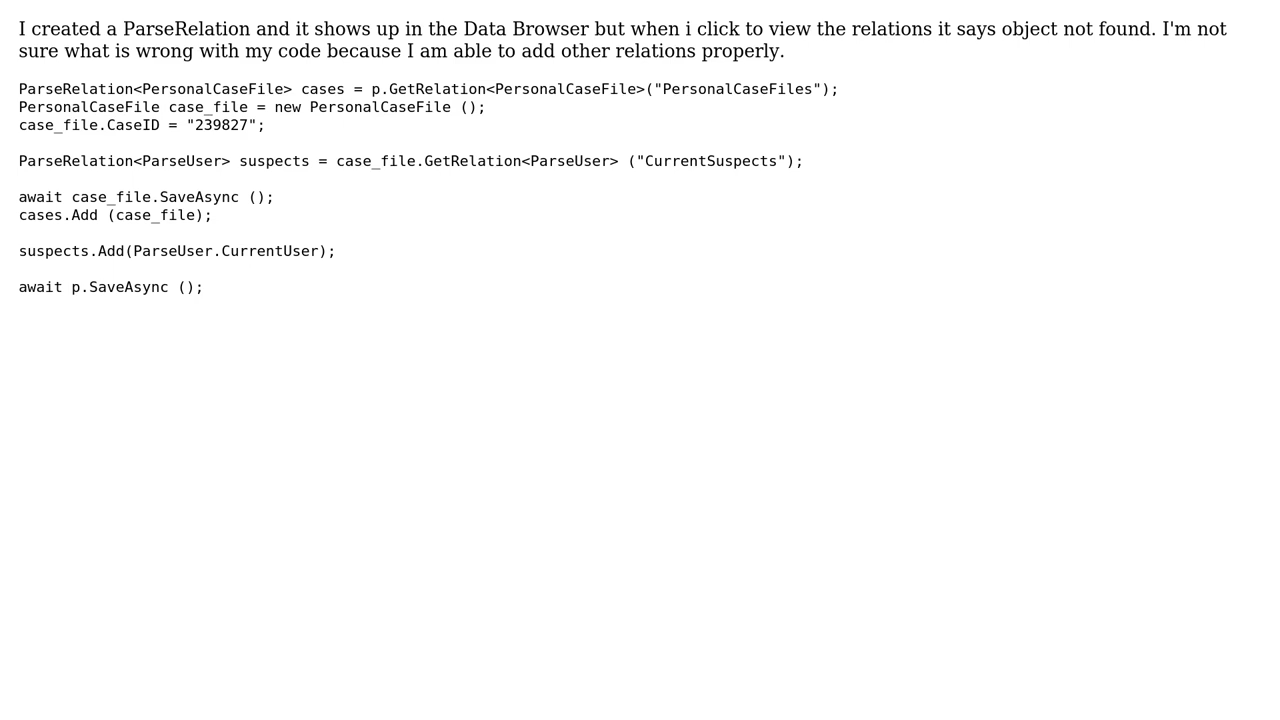 I created a ParseRelation and it shows up in the Data Browser but when i click to view the relations it says object not found. I'm not
sure what is wrong with my code because I am able to add other relations properly.
ParseRelation<PersonalCaseFile> cases = p.GetRelation<PersonalCaseFile>("PersonalCaseFiles");
PersonalCaseFile case_file = new PersonalCaseFile ();
case_file.CaseID = "239827";
ParseRelation<ParseUser> suspects = case_file.GetRelation<ParseUser> ("CurrentSuspects");
await case_file.SaveAsync ();
cases.Add (case_file);
suspects.Add(ParseUser.CurrentUser);
await p.SaveAsync ();